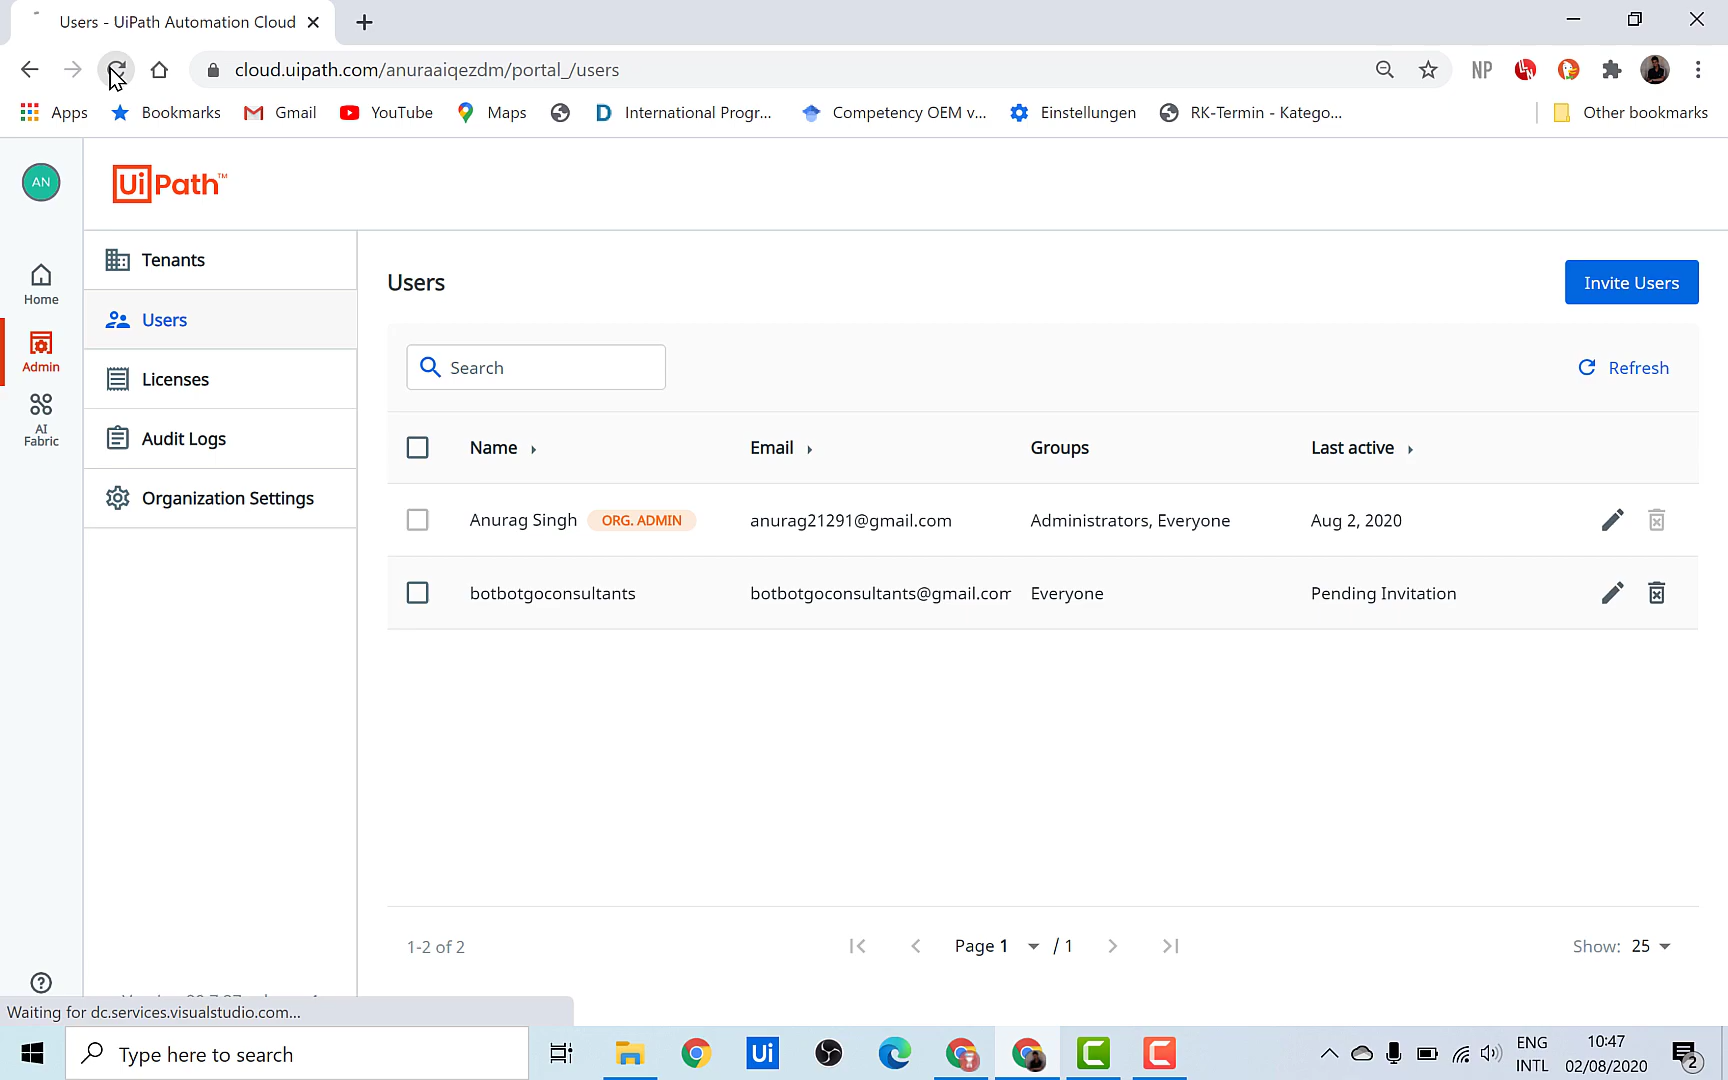 Users - UiPath Automation Cloud
cloud.uipath.com/anuraaiqezdm/portal_/users
NP
Apps
Bookmarks
Gmail
YouTube
Maps
D International Progr...
Competency OEM v...
Einstellungen
RK-Termin - Katego...
Other bookmarks
AN
UiPath™
Home
Admin
AI
Fabric
Tenants
Users
Licenses
Audit Logs
Organization Settings
Users
Invite Users
Search
Refresh
Name Email Groups Last active
Anurag Singh ORG. ADMIN anurag21291@gmail.com Administrators, Everyone Aug 2, 2020
botbotgoconsultants botbotgoconsultants@gmail.com Everyone Pending Invitation
1-2 of 2
Page 1 / 1
Show: 25
Waiting for dc.services.visualstudio.com...
Type here to search
Ui
ENG
INTL
10:47
02/08/2020
2